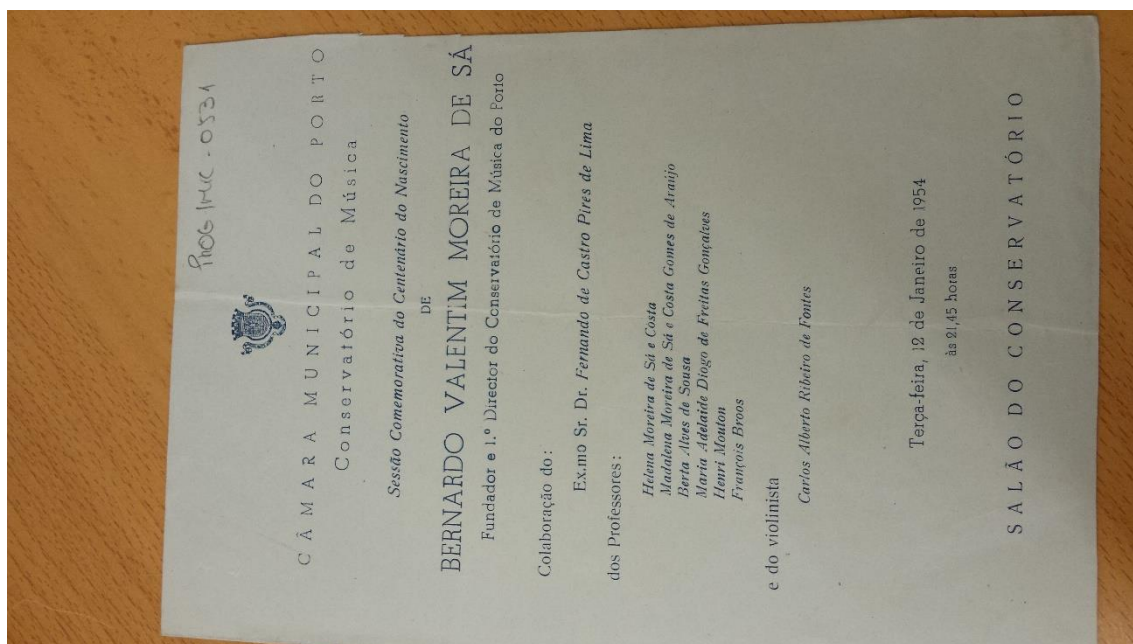 PROG/MUC-0531
CÂMARA MUNICIPAL DO PORTO
Conservatório de Música
Sessão Comemorativa do Centenário do Nascimento
DE
BERNARDO VALENTIM MOREIRA DE SÁ
Fundador e 1.º Director do Conservatório de Música do Porto
Colaboração do:
Ex.mo Sr. Dr. Fernando de Castro Pires de Lima
dos Professores:
Helena Moreira de Sá e Costa
Madalena Moreira de Sá e Costa Gomes de Araújo
Berta Alves de Sousa
Maria Adelaide Diogo de Freitas Gonçalves
Henri Mouton
François Broos
e do violinista
Carlos Alberto Ribeiro de Fontes
Terça-feira, 12 de Janeiro de 1954
às 21,45 horas
SALÃO DO CONSERVATÓRIO